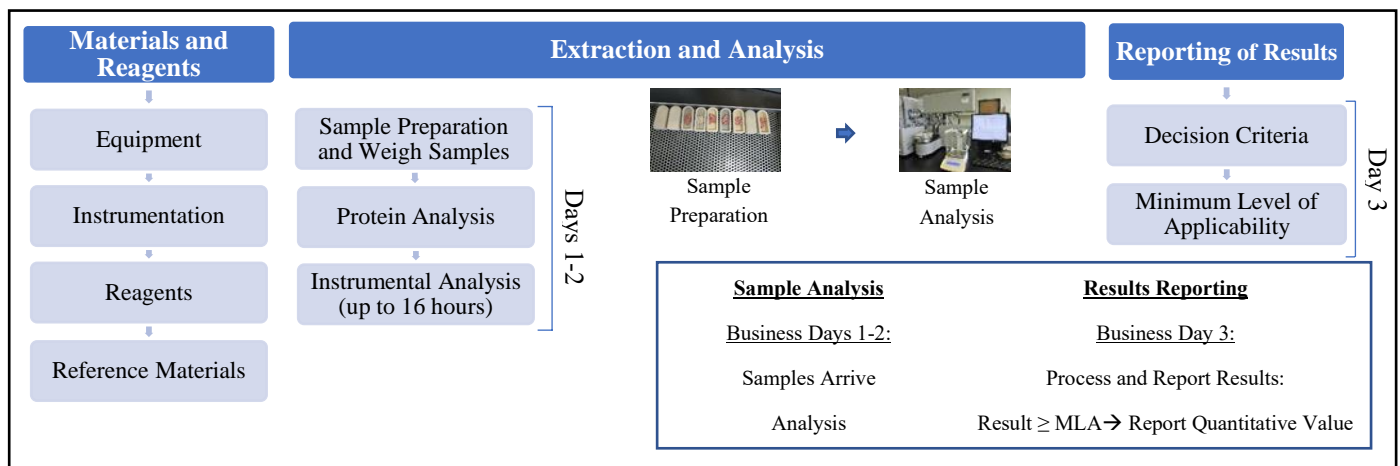 Materials and
Reagents
Equipment
Instrumentation
Reagents
Reference Materials
Extraction and Analysis
Sample Preparation
and Weigh Samples
Protein Analysis
Instrumental Analysis
(up to 16 hours)
Days 1-2
Sample
Preparation
Sample
Analysis
Reporting of Results
Decision Criteria
Minimum Level of
Applicability
Day 3
Sample Analysis
Business Days 1-2:
Samples Arrive
Analysis
Results Reporting
Business Day 3:
Process and Report Results:
Result ≥ MLA→ Report Quantitative Value